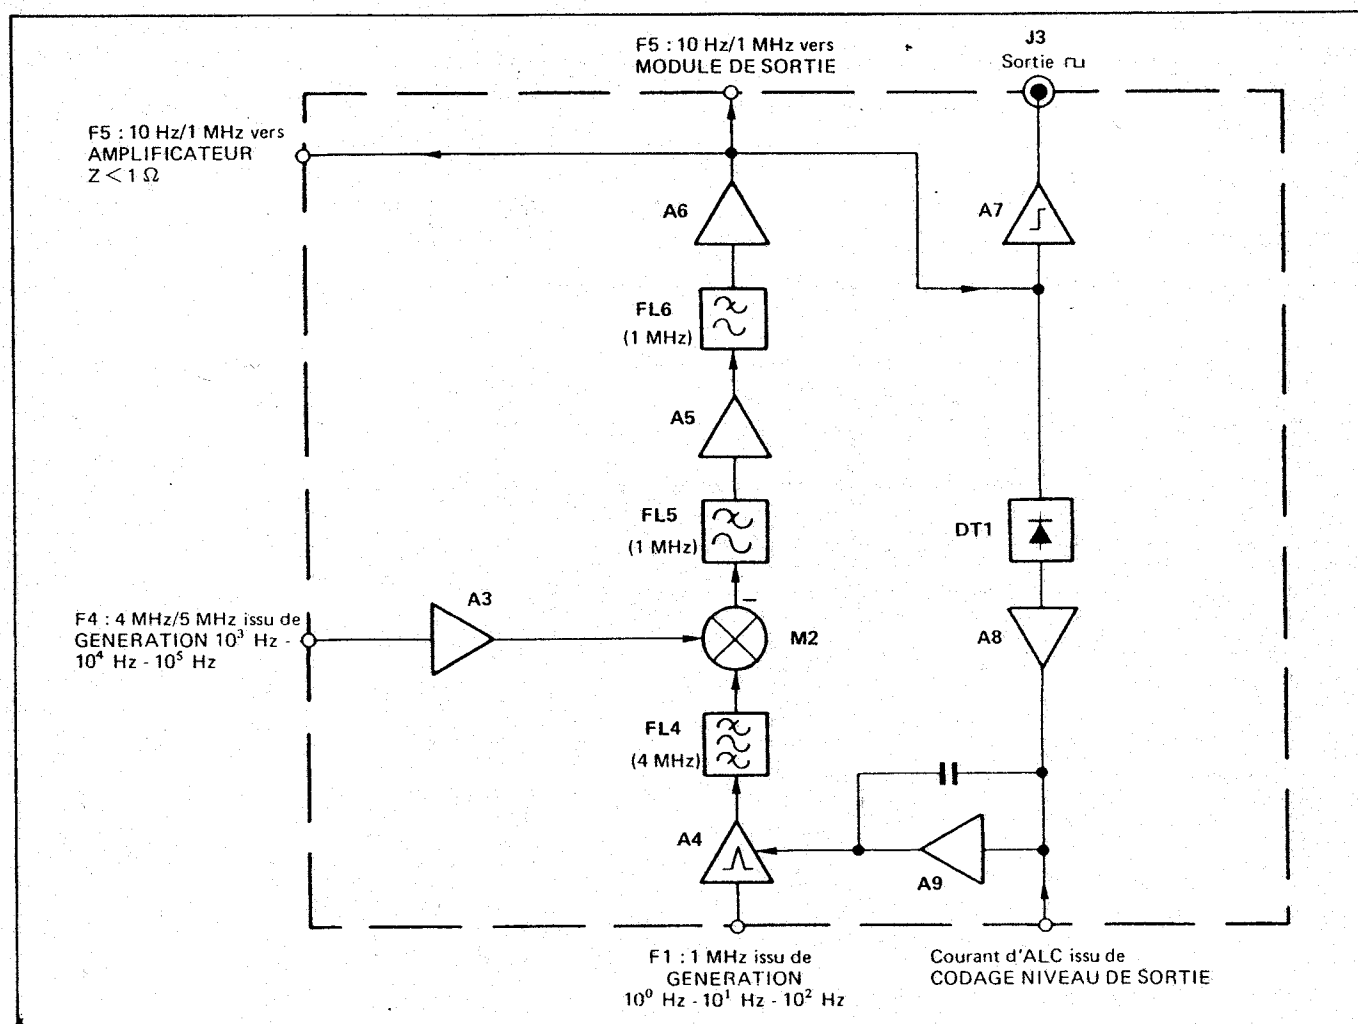 F5 : 10 Hz/1 MHz vers
MODULE DE SORTIE
J3
Sortie
F5 : 10 Hz/1 MHz vers
AMPLIFICATEUR
Z < 1 Ω
A6
A7
FL6
(1 MHz)
A5
FL5
(1 MHz)
DT1
F4 : 4 MHz/5 MHz issu de
GENERATION 10³ Hz -
10⁴ Hz - 10⁵ Hz
A3
−
M2
A8
FL4
(4 MHz)
A4
A9
F1 : 1 MHz issu de
GENERATION
10⁰ Hz - 10¹ Hz - 10² Hz
Courant d'ALC issu de
CODAGE NIVEAU DE SORTIE